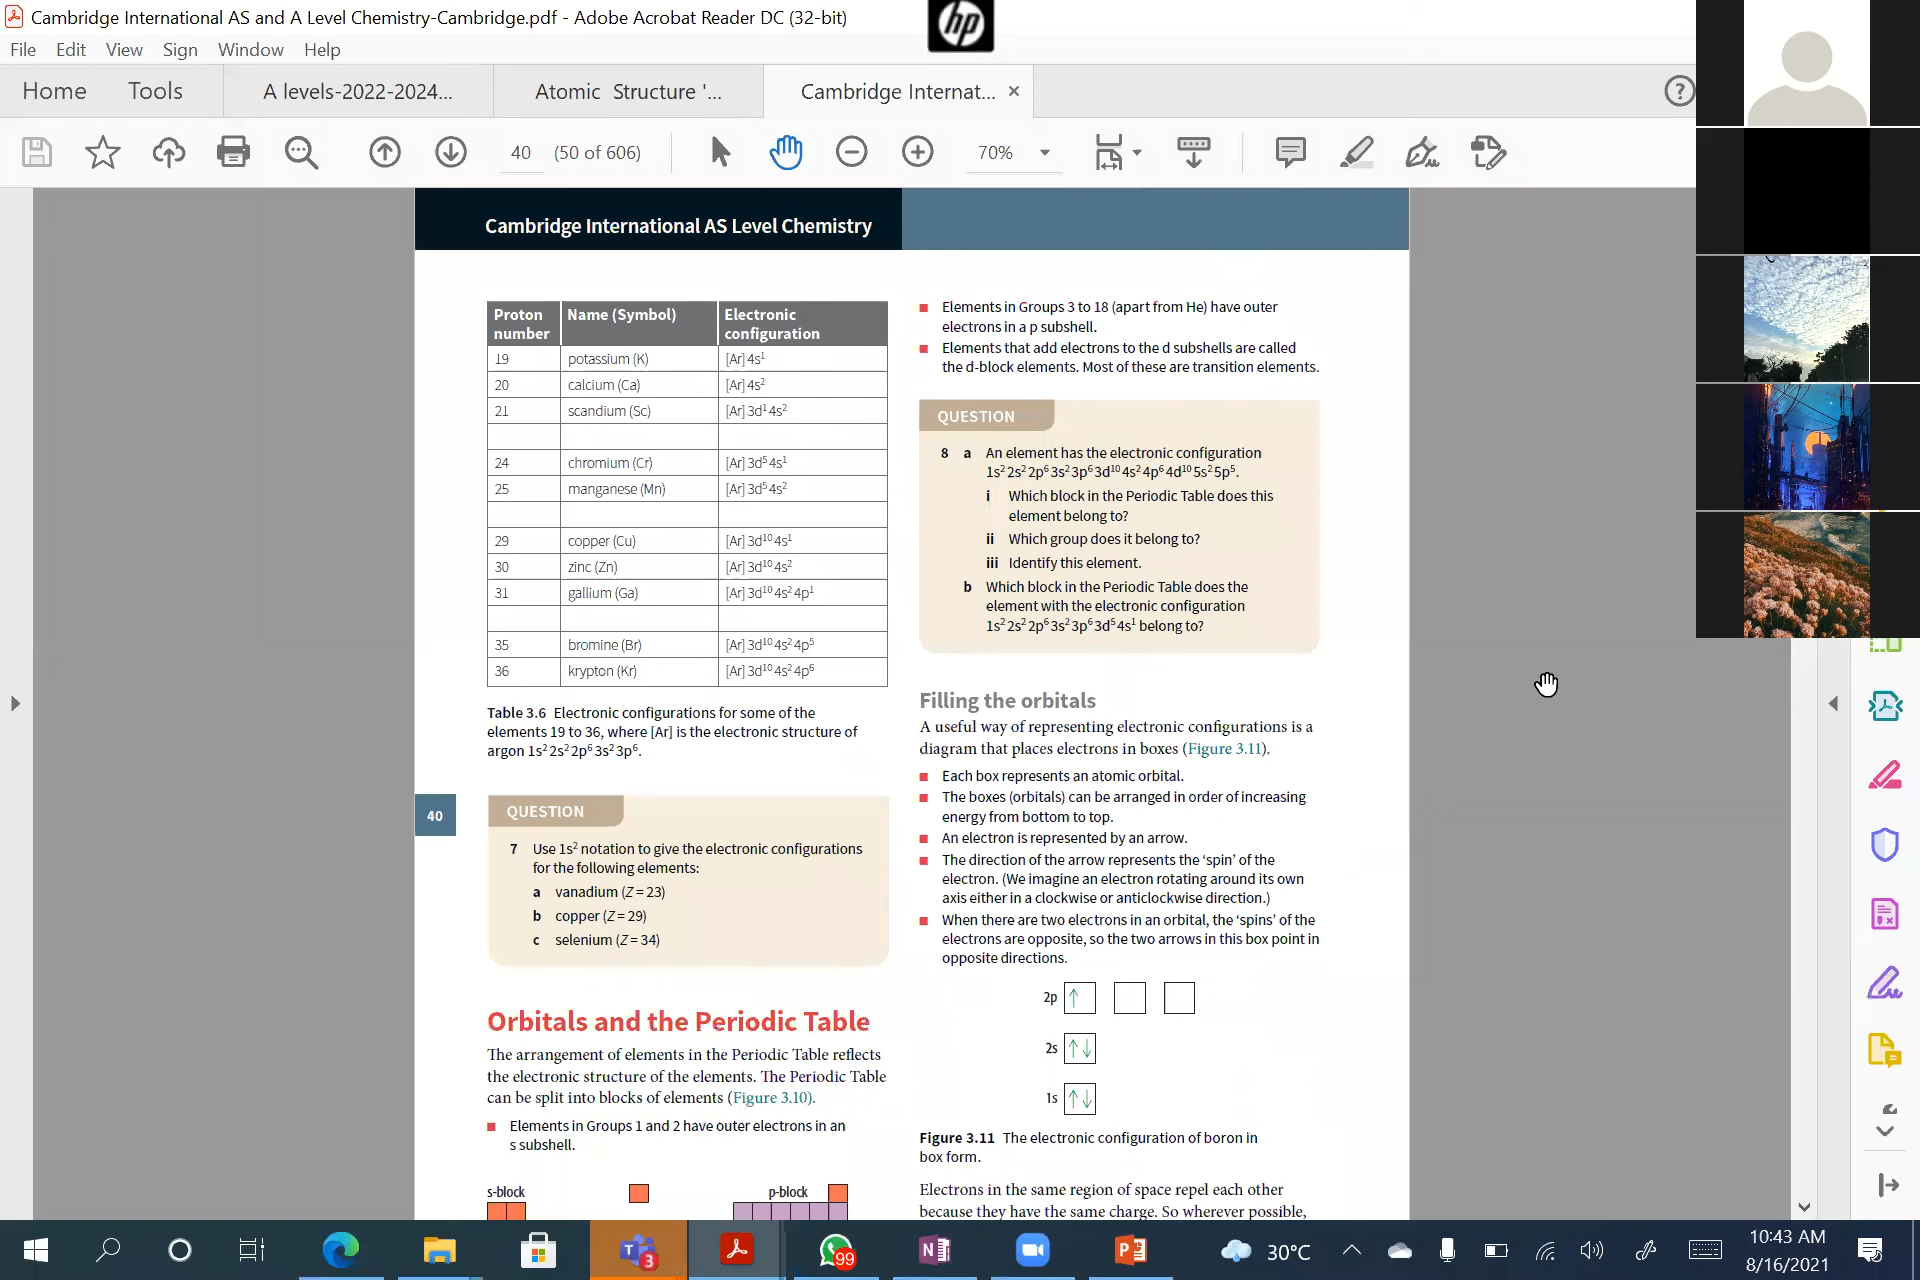 Cambridge International AS and A Level Chemistry-Cambridge.pdf - Adobe Acrobat Reader DC (32-bit)
hp
File Edit View Sign Window Help
Home Tools A levels-2022-2024... Atomic Structure '... Cambridge Internat... ×
40 (50 of 606) 70%
Cambridge International AS Level Chemistry
Proton number Name (Symbol) Electronic configuration
19 potassium (K) [Ar] 4s¹
20 calcium (Ca) [Ar] 4s²
21 scandium (Sc) [Ar] 3d¹ 4s²
24 chromium (Cr) [Ar] 3d⁵ 4s¹
25 manganese (Mn) [Ar] 3d⁵ 4s²
29 copper (Cu) [Ar] 3d¹⁰ 4s¹
30 zinc (Zn) [Ar] 3d¹⁰ 4s²
31 gallium (Ga) [Ar] 3d¹⁰ 4s² 4p¹
35 bromine (Br) [Ar] 3d¹⁰ 4s² 4p⁵
36 krypton (Kr) [Ar] 3d¹⁰ 4s² 4p⁶
Table 3.6 Electronic configurations for some of the
elements 19 to 36, where [Ar] is the electronic structure of
argon 1s² 2s² 2p⁶ 3s² 3p⁶.
40
QUESTION
7 Use 1s² notation to give the electronic configurations
for the following elements:
a vanadium (Z = 23)
b copper (Z = 29)
c selenium (Z = 34)
Orbitals and the Periodic Table
The arrangement of elements in the Periodic Table reflects
the electronic structure of the elements. The Periodic Table
can be split into blocks of elements (Figure 3.10).
■ Elements in Groups 1 and 2 have outer electrons in an
s subshell.
s-block p-block
■ Elements in Groups 3 to 18 (apart from He) have outer
electrons in a p subshell.
■ Elements that add electrons to the d subshells are called
the d-block elements. Most of these are transition elements.
QUESTION
8 a An element has the electronic configuration
1s² 2s² 2p⁶ 3s² 3p⁶ 3d¹⁰ 4s² 4p⁶ 4d¹⁰ 5s² 5p⁵.
i Which block in the Periodic Table does this
element belong to?
ii Which group does it belong to?
iii Identify this element.
b Which block in the Periodic Table does the
element with the electronic configuration
1s² 2s² 2p⁶ 3s² 3p⁶ 3d⁵ 4s¹ belong to?
Filling the orbitals
A useful way of representing electronic configurations is a
diagram that places electrons in boxes (Figure 3.11).
■ Each box represents an atomic orbital.
■ The boxes (orbitals) can be arranged in order of increasing
energy from bottom to top.
■ An electron is represented by an arrow.
■ The direction of the arrow represents the ‘spin’ of the
electron. (We imagine an electron rotating around its own
axis either in a clockwise or anticlockwise direction.)
■ When there are two electrons in an orbital, the ‘spins’ of the
electrons are opposite, so the two arrows in this box point in
opposite directions.
2p
2s
1s
Figure 3.11 The electronic configuration of boron in
box form.
Electrons in the same region of space repel each other
because they have the same charge. So wherever possible,
3 99 30°C 10:43 AM
8/16/2021